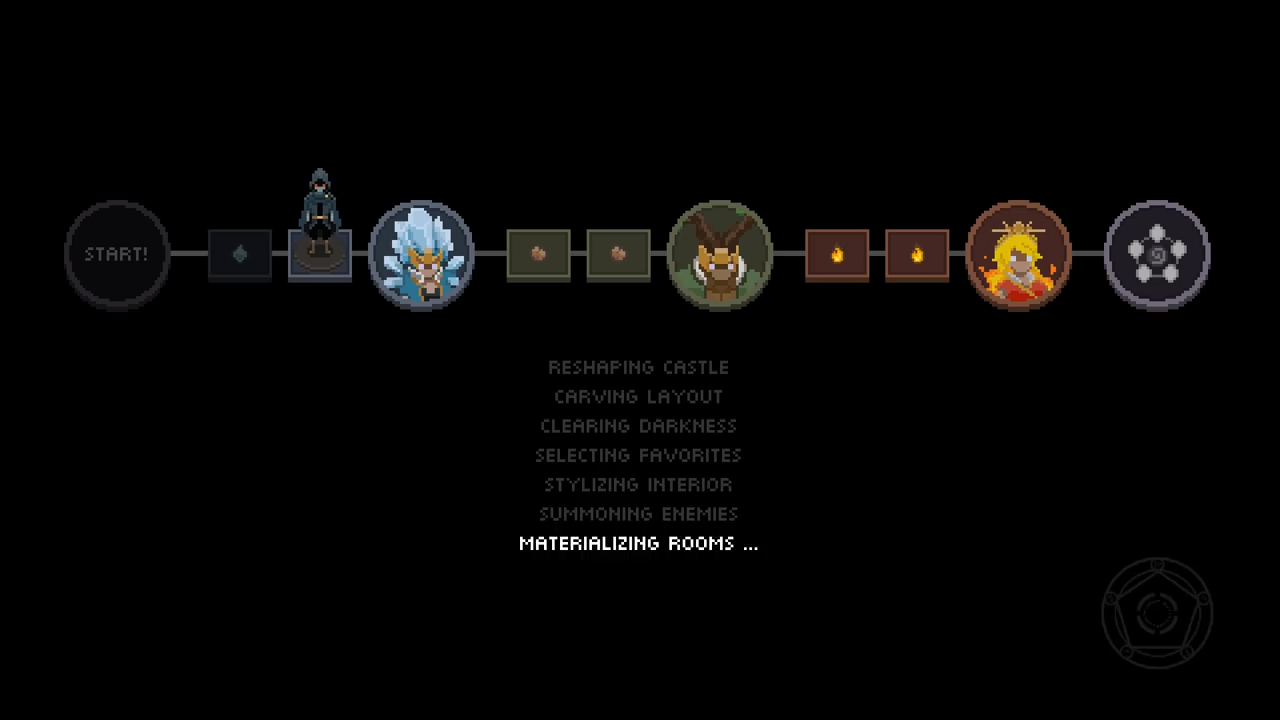 START!
RESHAPING CASTLE
CARVING LAYOUT
CLEARING DARKNESS
SELECTING FAVORITES
STYLIZING INTERIOR
SUMMONING ENEMIES
MATERIALIZING ROOMS ...